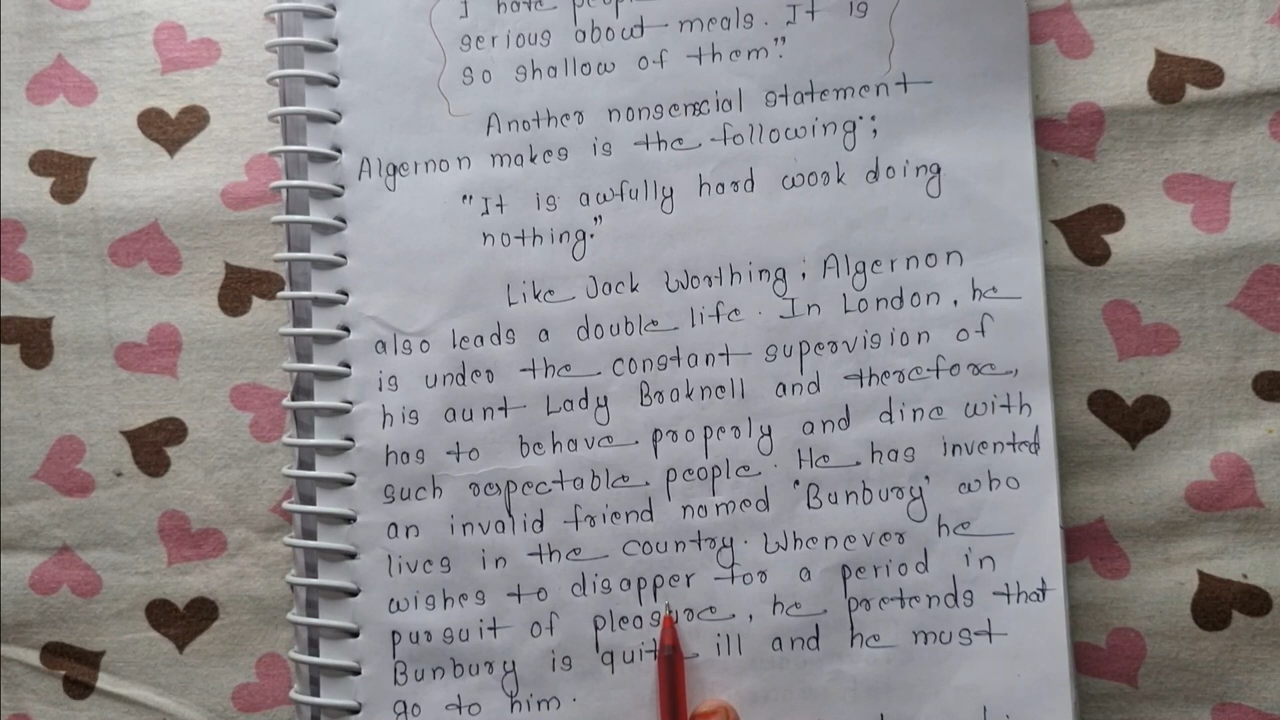 I hate
serious about meals. It is
so shallow of them"
Another nonsenscial statement
Algernon makes is the following;
"It is awfully hard work doing
nothing."
Like Jack Worthing, Algernon
also leads a double life. In London, he
is under the constant supervision of
his aunt Lady Braknell and therefore,
has to behave properly and dine with
such respectable people. He has invented
an invalid friend named 'Bunbury' who
lives in the country. Whenever he
wishes to disapper for a period in
pursuit of pleasure, he pretends that
Bunbury is quite ill and he must
go to him.